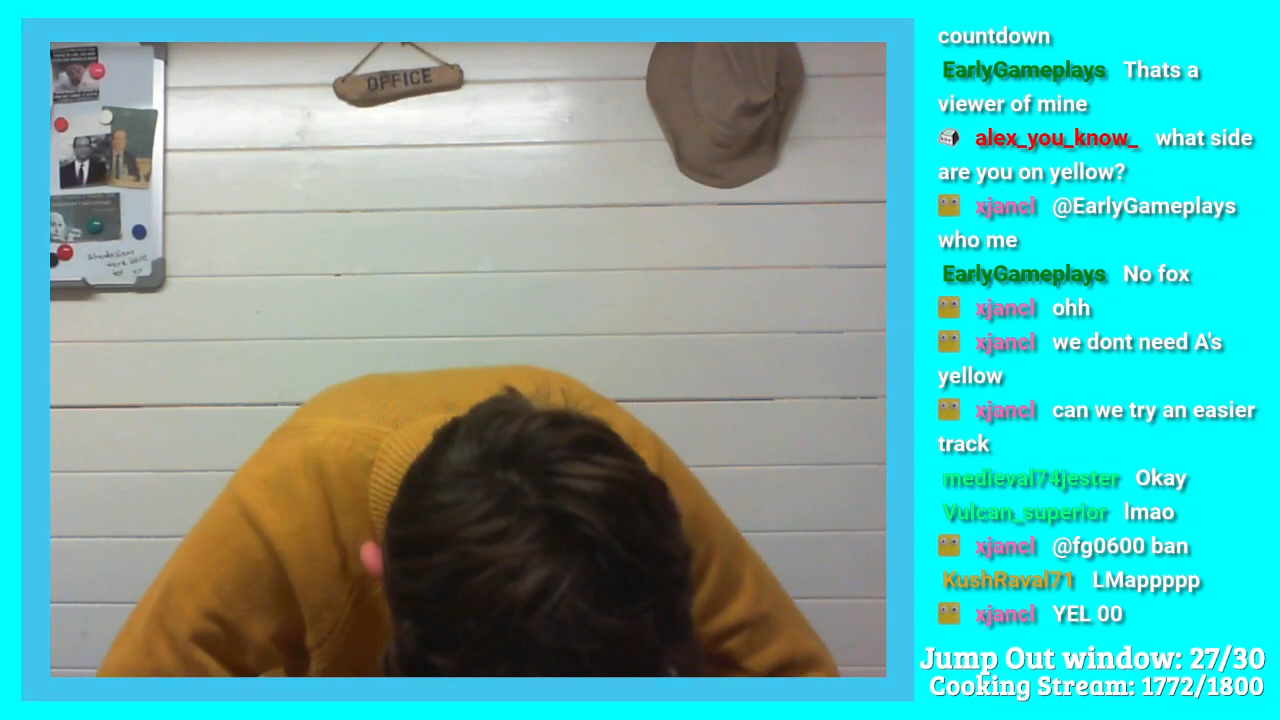 OFFICE
were
countdown
EarlyGameplays Thats a
viewer of mine
alex_you_know_ what side
are you on yellow?
xjancl @EarlyGameplays
who me
EarlyGameplays No fox
xjancl ohh
xjancl we dont need A's
yellow
xjancl can we try an easier
track
medieval74jester Okay
Vulcan_superior lmao
xjancl @fg0600 ban
KushRaval71 LMappppp
xjancl YEL 00
Jump Out window: 27/30
Cooking Stream: 1772/1800